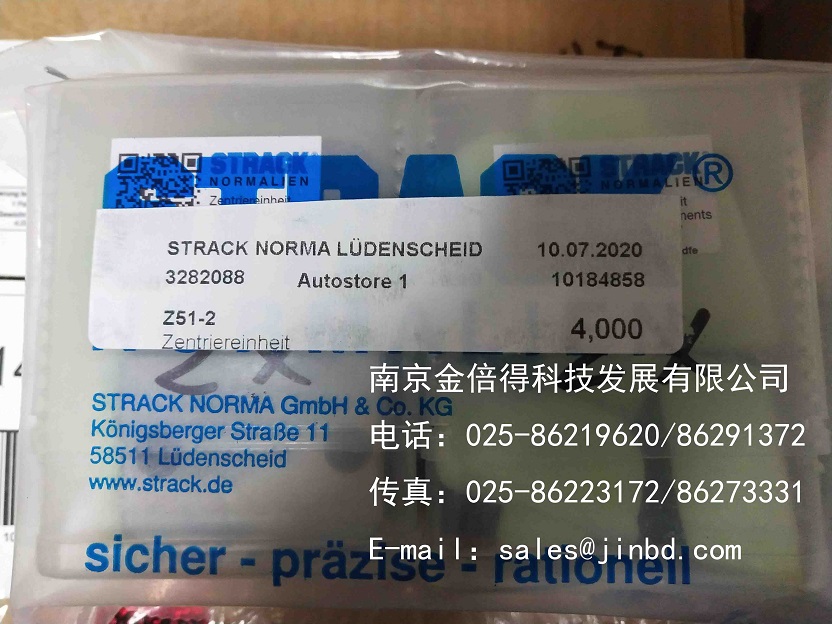 STRACK®
NORMALIEN
Zentriereinheit
STRACK®
NORMALIEN
®
STRACK NORMA LÜDENSCHEID 10.07.2020
3282088 Autostore 1 10184858
Z51-2
Zentriereinheit 4,000
2x
STRACK NORMA GmbH & Co. KG
Königsberger Straße 11
58511 Lüdenscheid
www.strack.de
sicher - präzise - rationell
南京金倍得科技发展有限公司
电话：025-86219620/86291372
传真：025-86223172/86273331
E-mail：sales@jinbd.com